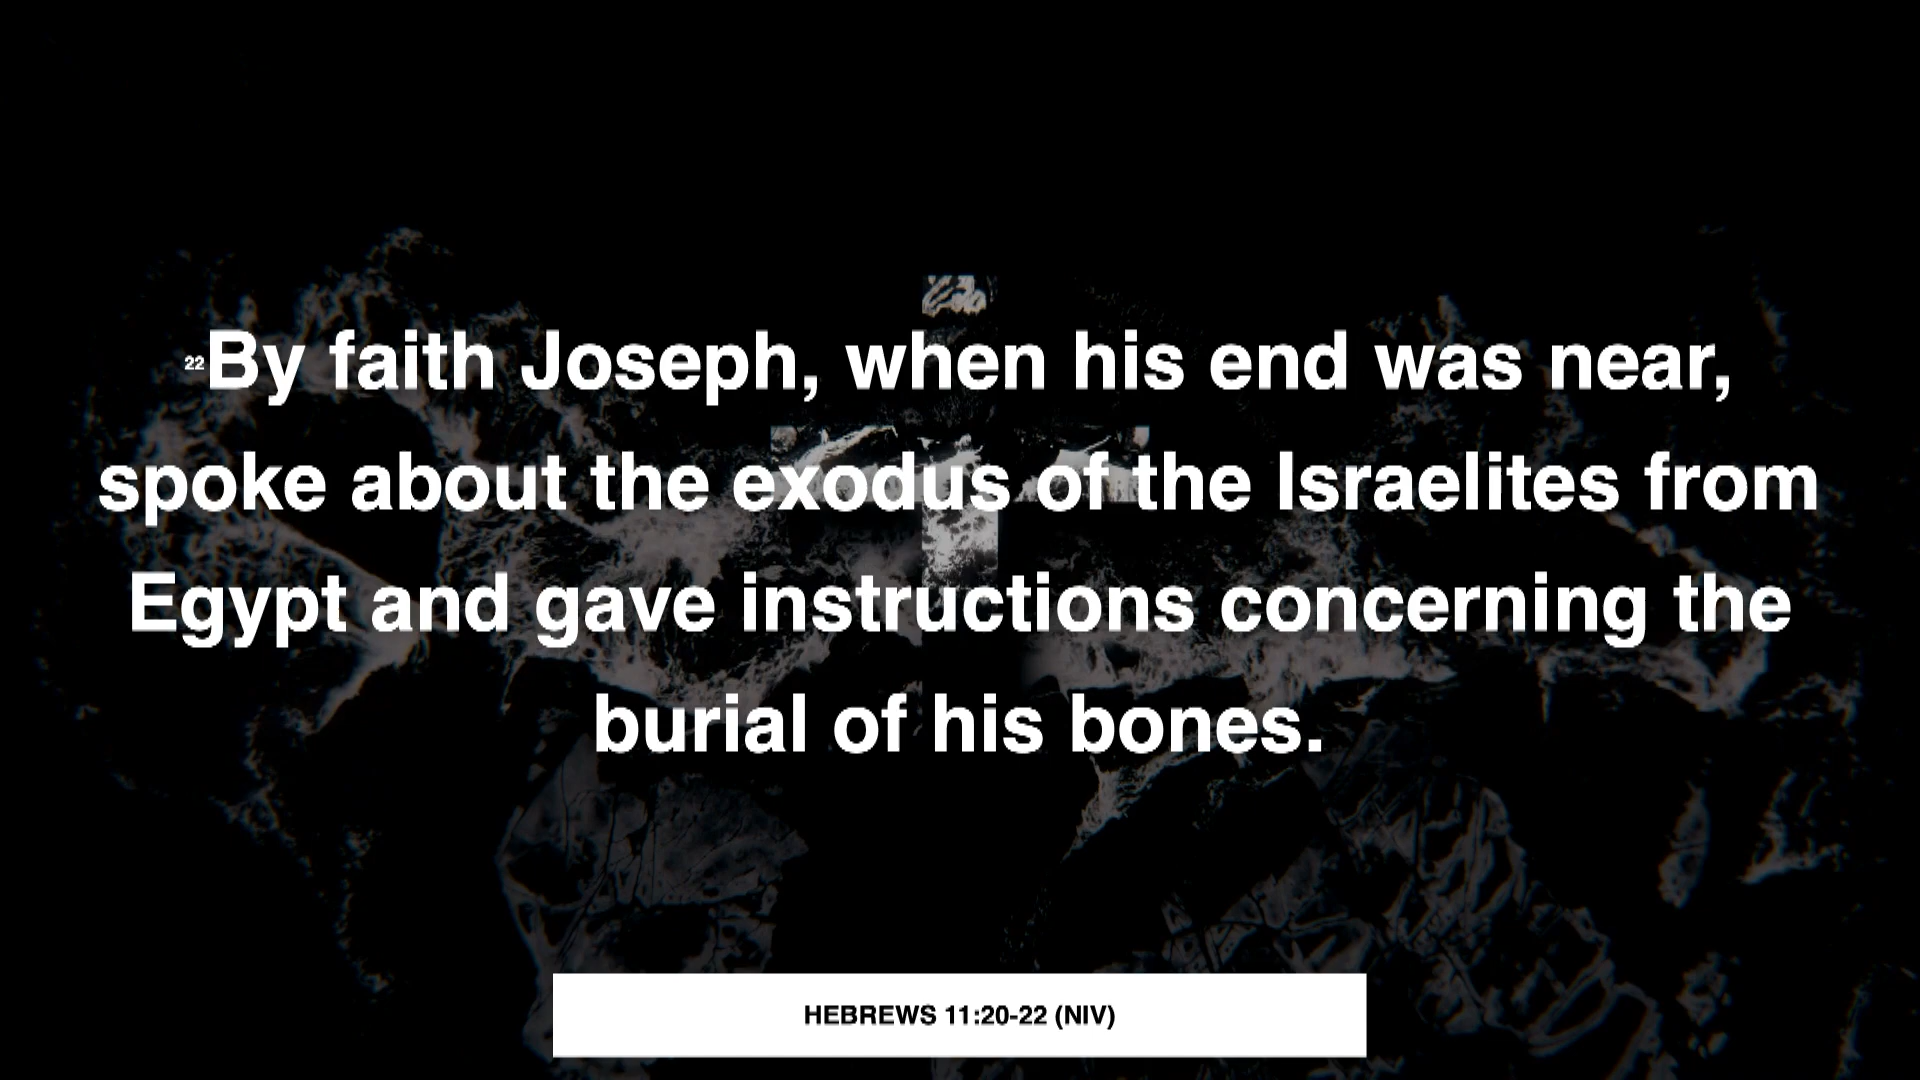 22By faith Joseph, when his end was near,
spoke about the exodus of the Israelites from
Egypt and gave instructions concerning the
burial of his bones.
HEBREWS 11:20-22 (NIV)